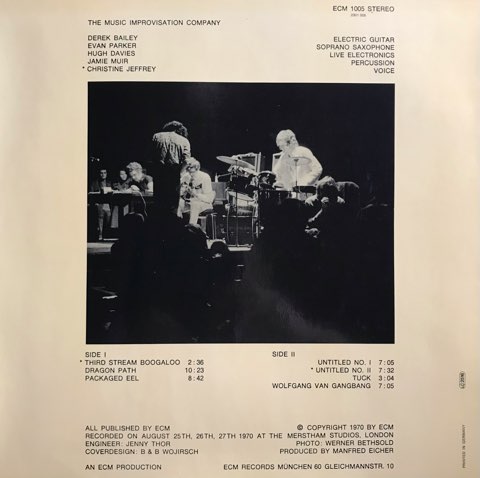 ECM 1005 STEREO
THE MUSIC IMPROVISATION COMPANY
DEREK BAILEY ELECTRIC GUITAR
EVAN PARKER SOPRANO SAXOPHONE
HUGH DAVIES LIVE ELECTRONICS
JAMIE MUIR PERCUSSION
* CHRISTINE JEFFREY VOICE
SIDE I
* THIRD STREAM BOOGALOO 2:36
DRAGON PATH 10:23
PACKAGED EEL 8:42
SIDE II
UNTITLED NO. I 7:05
* UNTITLED NO. II 7:32
TUCK 3:04
WOLFGANG VAN GANGBANG 7:05
ALL PUBLISHED BY ECM © COPYRIGHT 1970 BY ECM
RECORDED ON AUGUST 25TH, 26TH, 27TH 1970 AT THE MERSTHAM STUDIOS, LONDON
ENGINEER: JENNY THOR PHOTO: WERNER BETHSOLD
COVERDESIGN: B & B WOJIRSCH PRODUCED BY MANFRED EICHER
AN ECM PRODUCTION ECM RECORDS MÜNCHEN 60 GLEICHMANNSTR. 10
PRINTED IN GERMANY